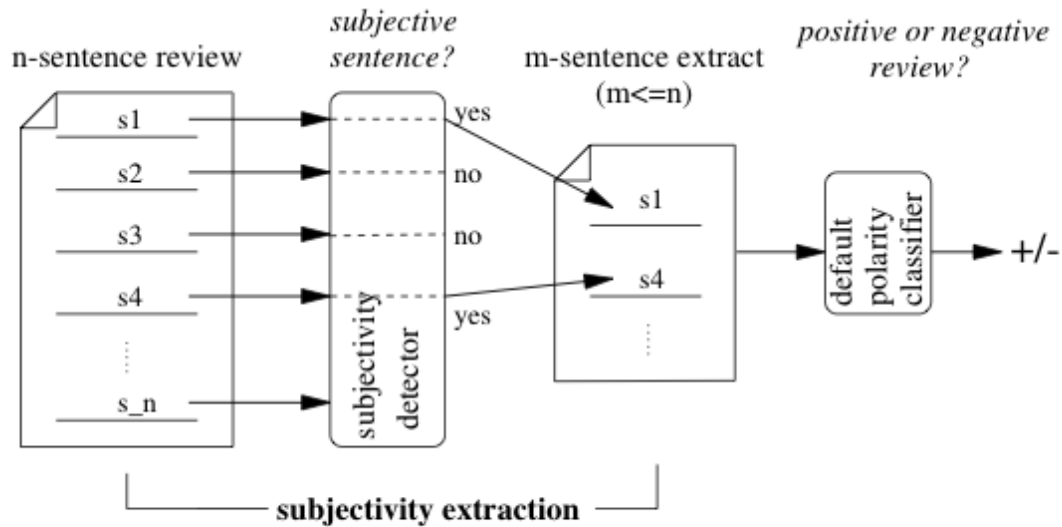 n-sentence review
s1
s2
s3
s4
s_n
subjective
sentence?
yes
no
no
yes
subjectivity
detector
m-sentence extract
(m<=n)
s1
s4
positive or negative
review?
default
polarity
classifier
+/-
subjectivity extraction